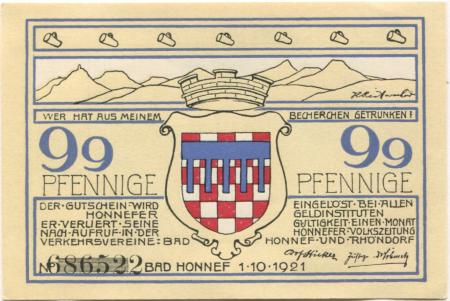 WER HAT AUS MEINEM BECHERCHEN GETRUNKEN!
99 99
PFENNIGE PFENNIGE
DER GUTSCHEIN WIRD
HONNEFER
ER VERLIERT SEINE
NACH AUFRUF IN DER
VERKEHRSVEREINE: BAD
EINGELÖST BEI ALLEN
GELDINSTITUTEN
GÜLTIGKEIT EINEN MONAT
HONNEFER VOLKSZEITUNG
HONNEF UND RHÖNDORF
No 686522 BAD HONNEF 1·10·1921